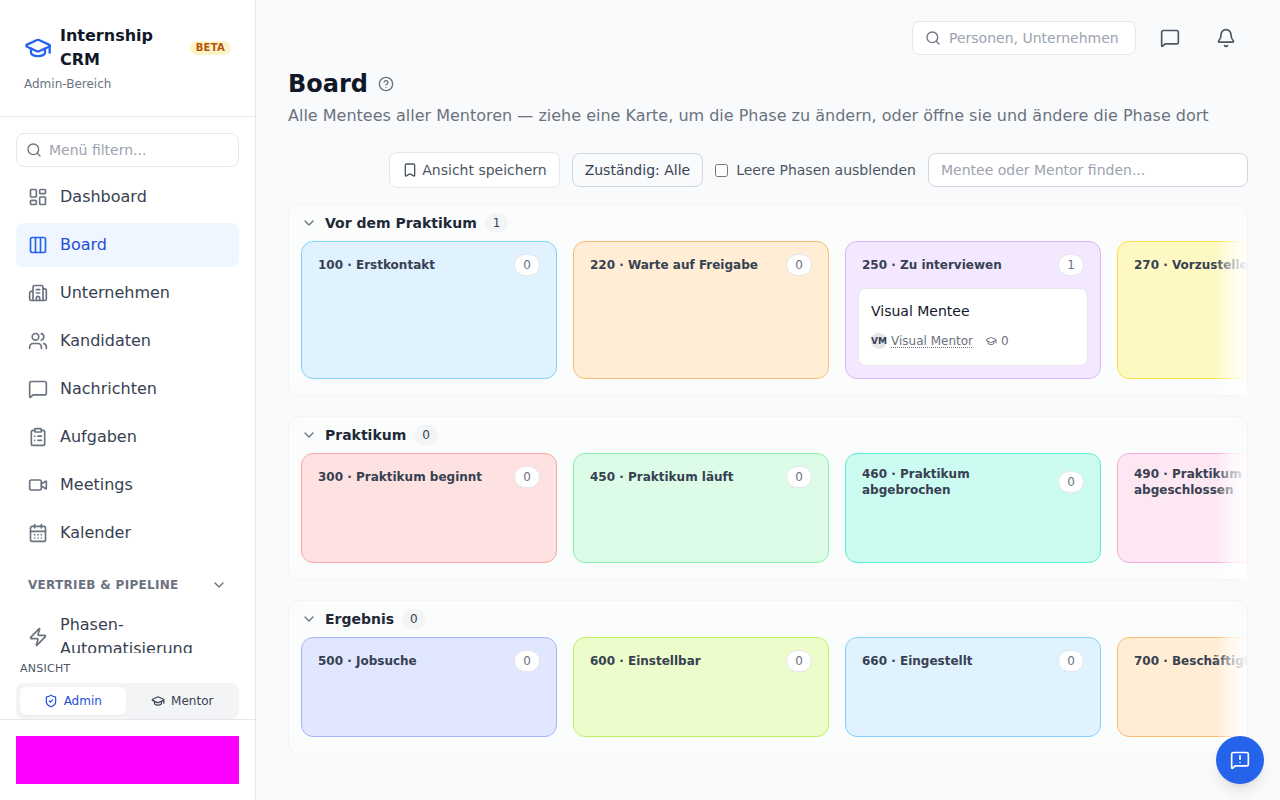 Internship CRM
BETA
Admin-Bereich
Menü filtern...
Dashboard
Board
Unternehmen
Kandidaten
Nachrichten
Aufgaben
Meetings
Kalender
VERTRIEB & PIPELINE
Phasen-
Automatisierung
ANSICHT
Admin
Mentor
Personen, Unternehmen
Board
Alle Mentees aller Mentoren — ziehe eine Karte, um die Phase zu ändern, oder öffne sie und ändere die Phase dort
Ansicht speichern
Zuständig: Alle
Leere Phasen ausblenden
Mentee oder Mentor finden...
Vor dem Praktikum 1
100 · Erstkontakt 0
220 · Warte auf Freigabe 0
250 · Zu interviewen 1
Visual Mentee
VM Visual Mentor 0
270 · Vorzustelle
Praktikum 0
300 · Praktikum beginnt 0
450 · Praktikum läuft 0
460 · Praktikum
abgebrochen 0
490 · Praktikum
abgeschlossen
Ergebnis 0
500 · Jobsuche 0
600 · Einstellbar 0
660 · Eingestellt 0
700 · Beschäftigt